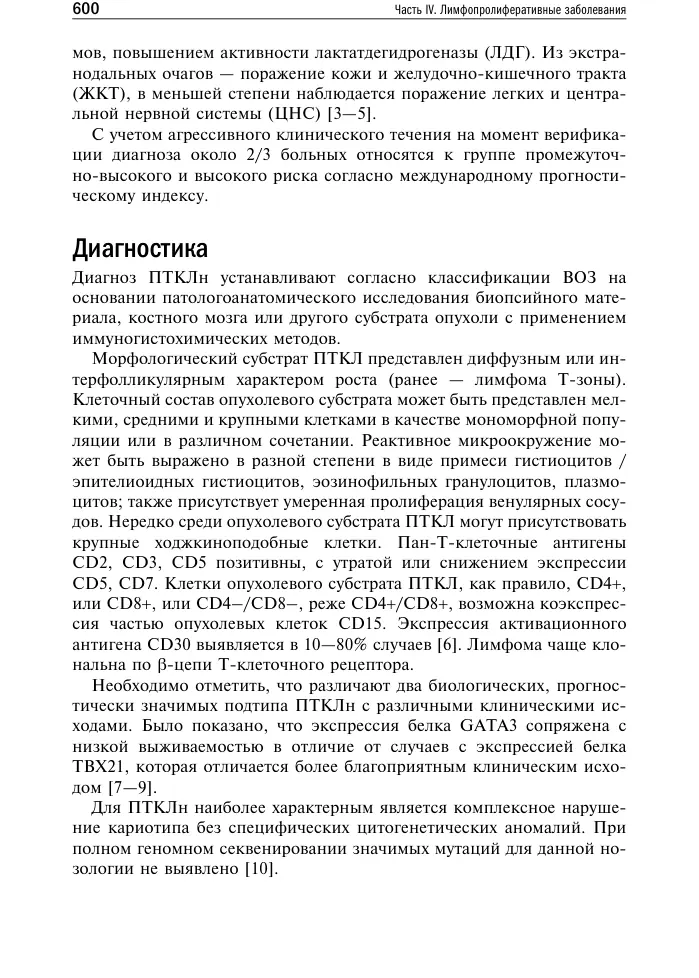 600
Часть IV. Лимфопролиферативные заболевания
мов, повышением активности лактатдегидрогеназы (ЛДГ). Из экстра-
нодальных очагов — поражение кожи и желудочно-кишечного тракта
(ЖКТ), в меньшей степени наблюдается поражение легких и центра-
льной нервной системы (ЦНС) [3—5].
С учетом агрессивного клинического течения на момент верифика-
ции диагноза около 2/3 больных относятся к группе промежуточ-
но-высокого и высокого риска согласно международному прогности-
ческому индексу.
Диагностика
Диагноз ПТКЛн устанавливают согласно классификации ВОЗ на
основании патологоанатомического исследования биопсийного мате-
риала, костного мозга или другого субстрата опухоли с применением
иммуногистохимических методов.
Морфологический субстрат ПТКЛ представлен диффузным или ин-
терфолликулярным характером роста (ранее — лимфома Т-зоны).
Клеточный состав опухолевого субстрата может быть представлен мел-
кими, средними и крупными клетками в качестве мономорфной попу-
ляции или в различном сочетании. Реактивное микроокружение мо-
жет быть выражено в разной степени в виде примеси гистиоцитов /
эпителиоидных гистиоцитов, эозинофильных гранулоцитов, плазмо-
цитов; также присутствует умеренная пролиферация венулярных сосу-
дов. Нередко среди опухолевого субстрата ПТКЛ могут присутствовать
крупные ходжкиноподобные клетки. Пан-Т-клеточные антигены
CD2, CD3, CD5 позитивны, с утратой или снижением экспрессии
CD5, CD7. Клетки опухолевого субстрата ПТКЛ, как правило, CD4+,
или CD8+, или CD4−/CD8−, реже CD4+/CD8+, возможна коэкспрес-
сия частью опухолевых клеток CD15. Экспрессия активационного
антигена CD30 выявляется в 10—80% случаев [6]. Лимфома чаще кло-
нальна по β-цепи Т-клеточного рецептора.
Необходимо отметить, что различают два биологических, прогнос-
тически значимых подтипа ПТКЛн с различными клиническими ис-
ходами. Было показано, что экспрессия белка GATA3 сопряжена с
низкой выживаемостью в отличие от случаев с экспрессией белка
TBX21, которая отличается более благоприятным клиническим исхо-
дом [7—9].
Для ПТКЛн наиболее характерным является комплексное наруше-
ние кариотипа без специфических цитогенетических аномалий. При
полном геномном секвенировании значимых мутаций для данной но-
зологии не выявлено [10].